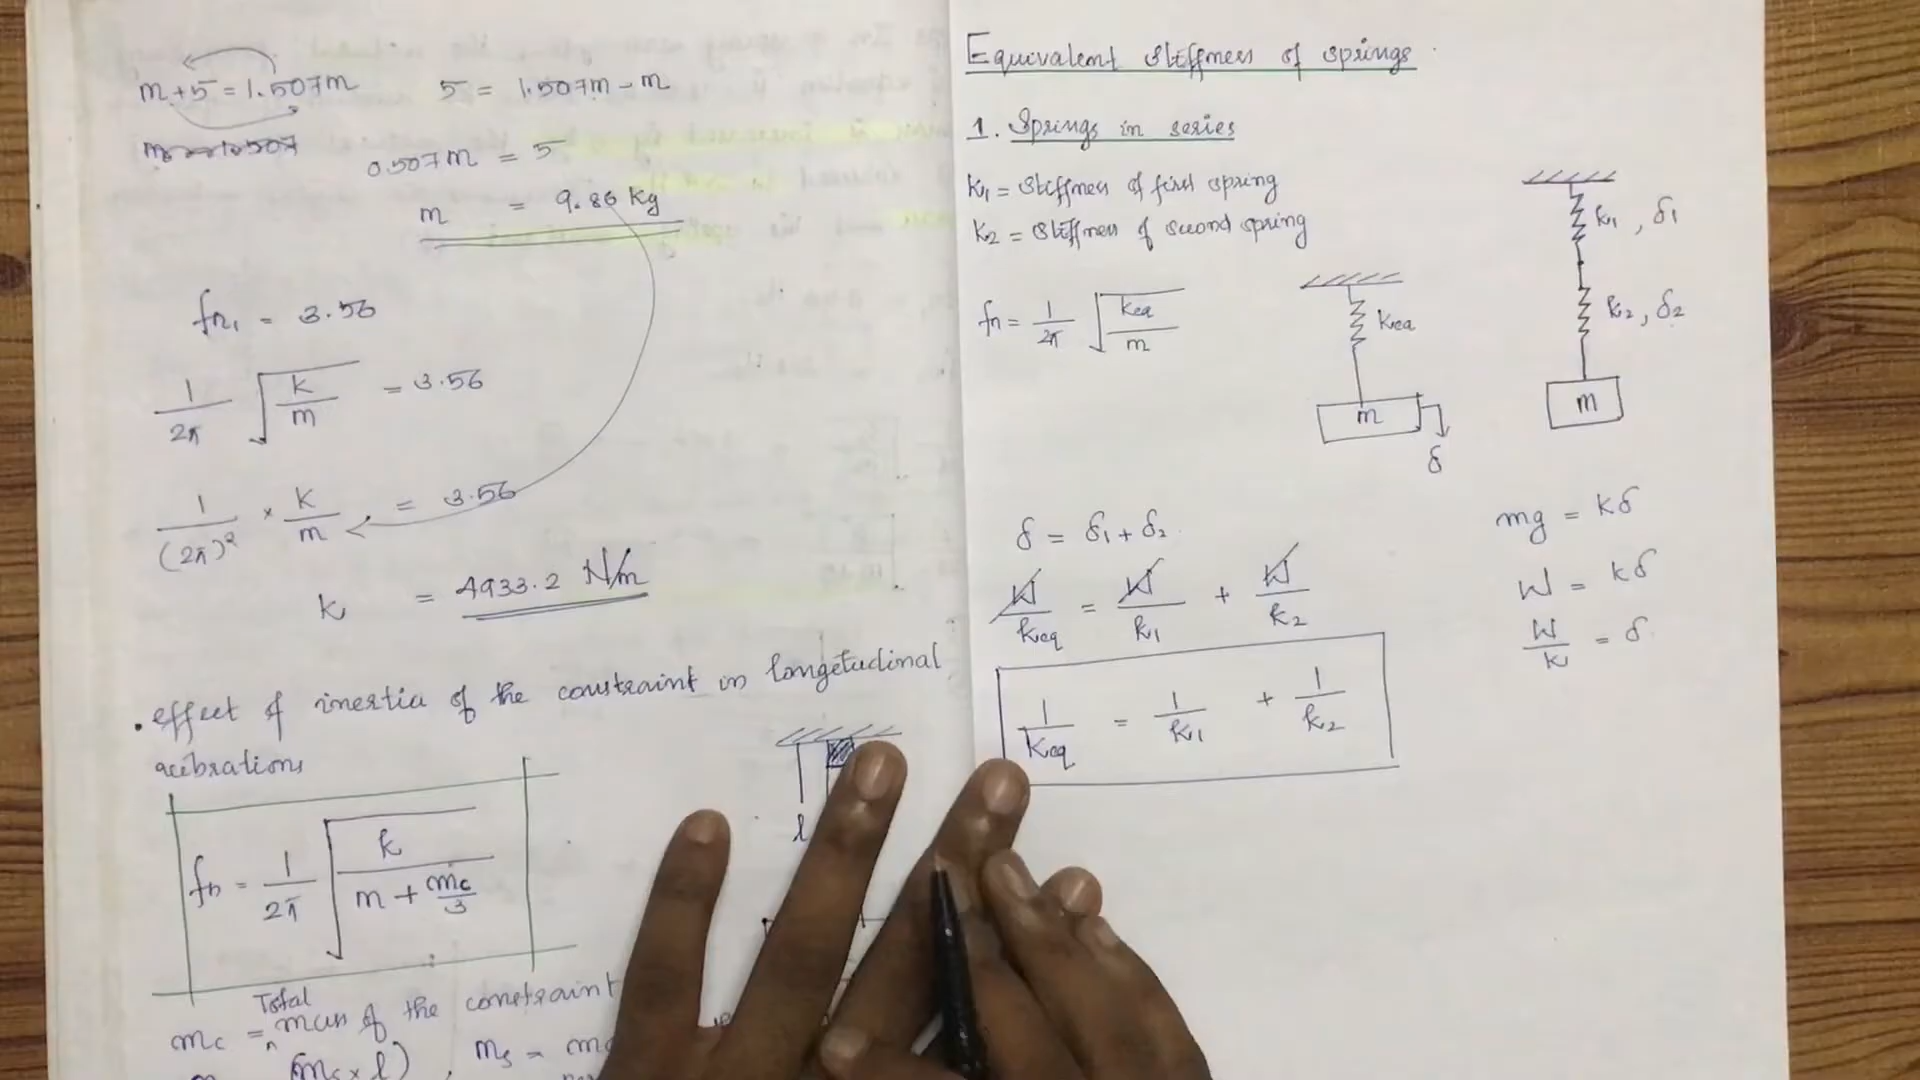 m+5 = 1.507m    5 = 1.507m - m
0.507m = 5
m = 9.86 Kg
fn1 = 3.56
1/2π √(k/m) = 3.56
1/(2π)² × k/m = 3.56
k = 4933.2 N/m
• effect of inertia of the constraint in longetudinal
fn = 1/2π √(k/(m + mc/3))
l
Total
mc = mass of the constraint
(ms × l) , ms =
Equivalent stiffness of springs
1. Springs in series
k1 = Stiffness of first spring
k2 = Stiffness of second spring
fn = 1/2π √(keq/m)
keq
m
δ
k1, δ1
k2, δ2
m
δ = δ1 + δ2
W/keq = W/k1 + W/k2
1/keq = 1/k1 + 1/k2
mg = kδ
W = kδ
W/k = δ